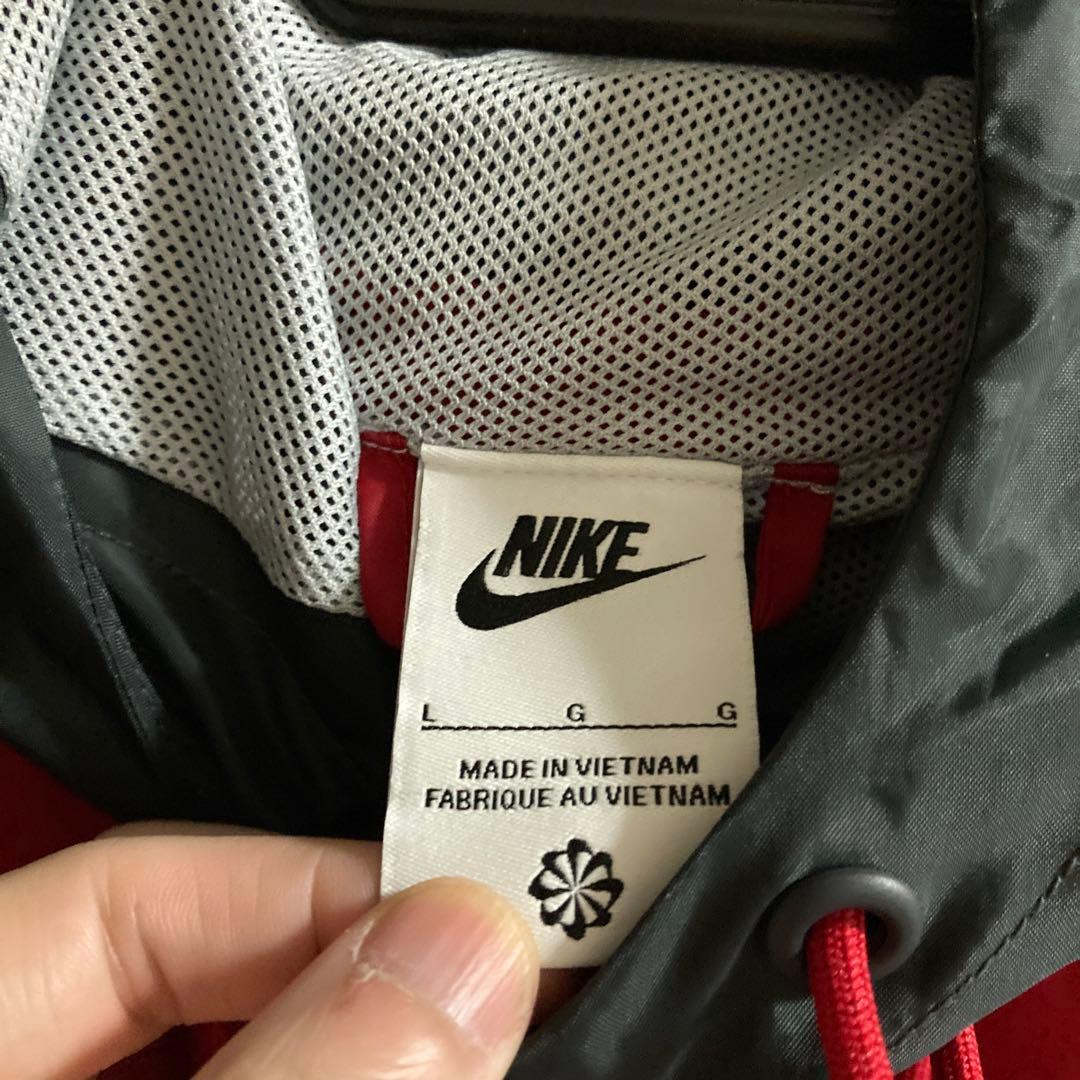 NIKE
L G G
MADE IN VIETNAM
FABRIQUE AU VIETNAM